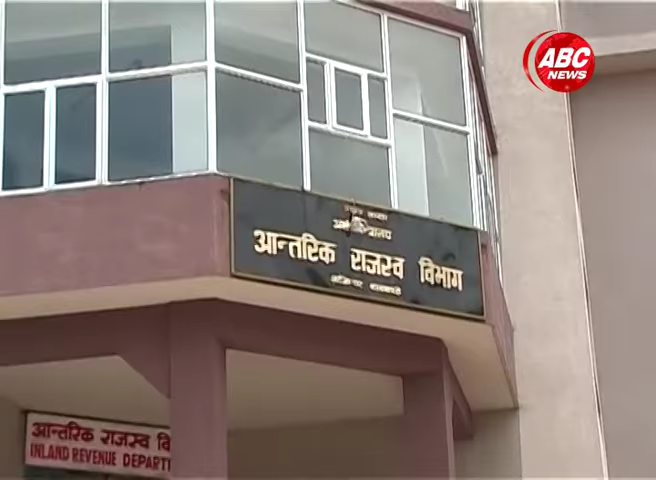 ABC
NEWS
आन्तरिक राजस्व विभाग
आन्तरिक राजस्व
INLAND REVENUE DEPART